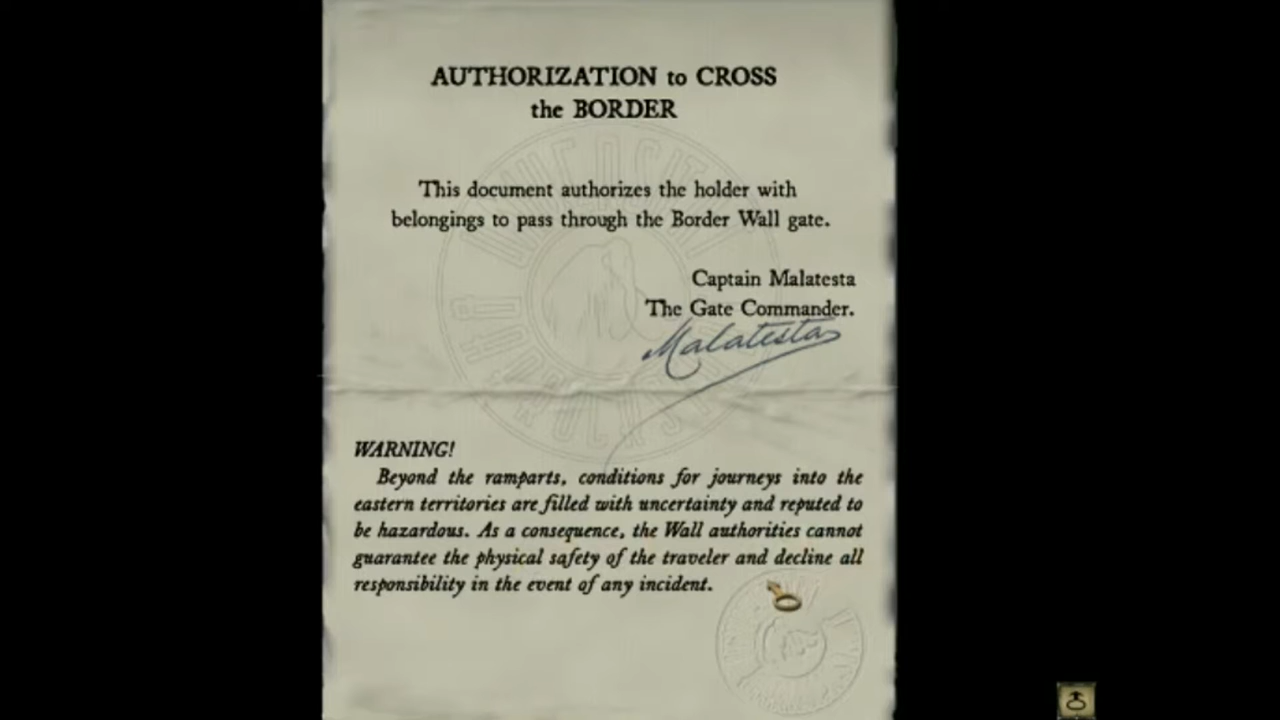 AUTHORIZATION to CROSS
the BORDER
This document authorizes the holder with
belongings to pass through the Border Wall gate.
Captain Malatesta
The Gate Commander.
Malatesta
WARNING!
Beyond the ramparts, conditions for journeys into the
eastern territories are filled with uncertainty and reputed to
be hazardous. As a consequence, the Wall authorities cannot
guarantee the physical safety of the traveler and decline all
responsibility in the event of any incident.